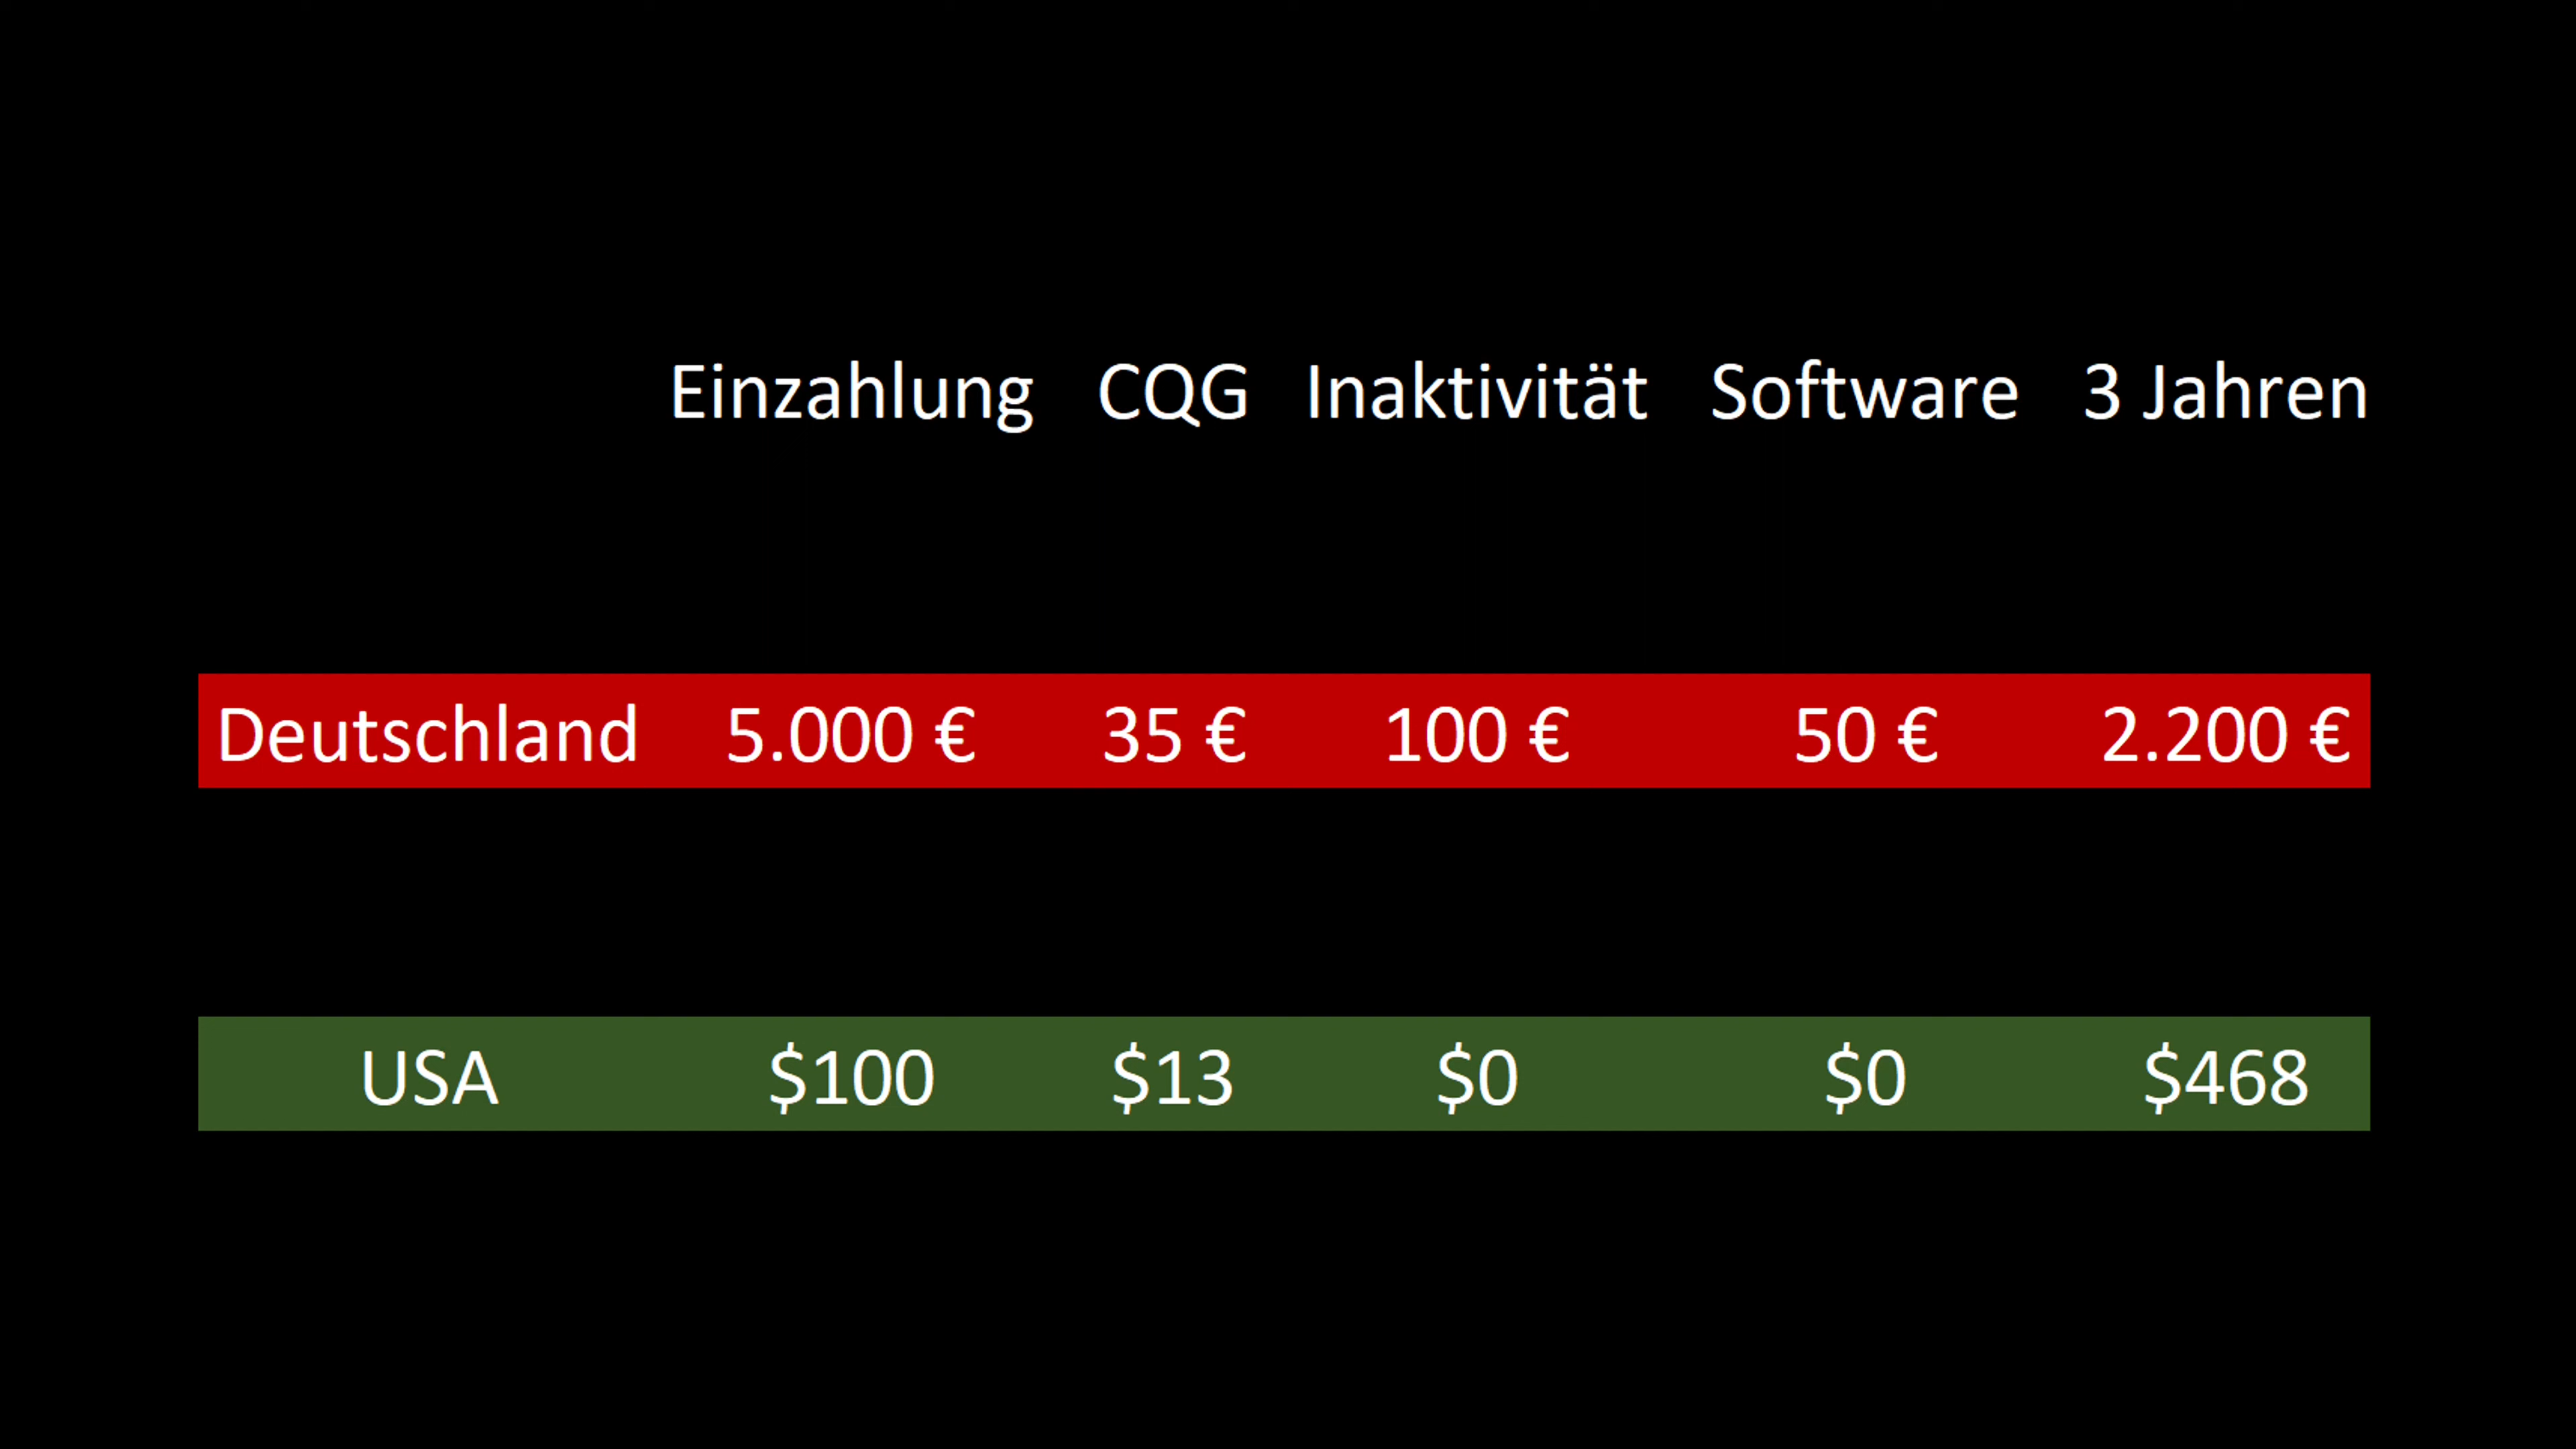 Einzahlung CQG Inaktivität Software 3 Jahren
Deutschland 5.000 € 35 € 100 € 50 € 2.200 €
USA $100 $13 $0 $0 $468